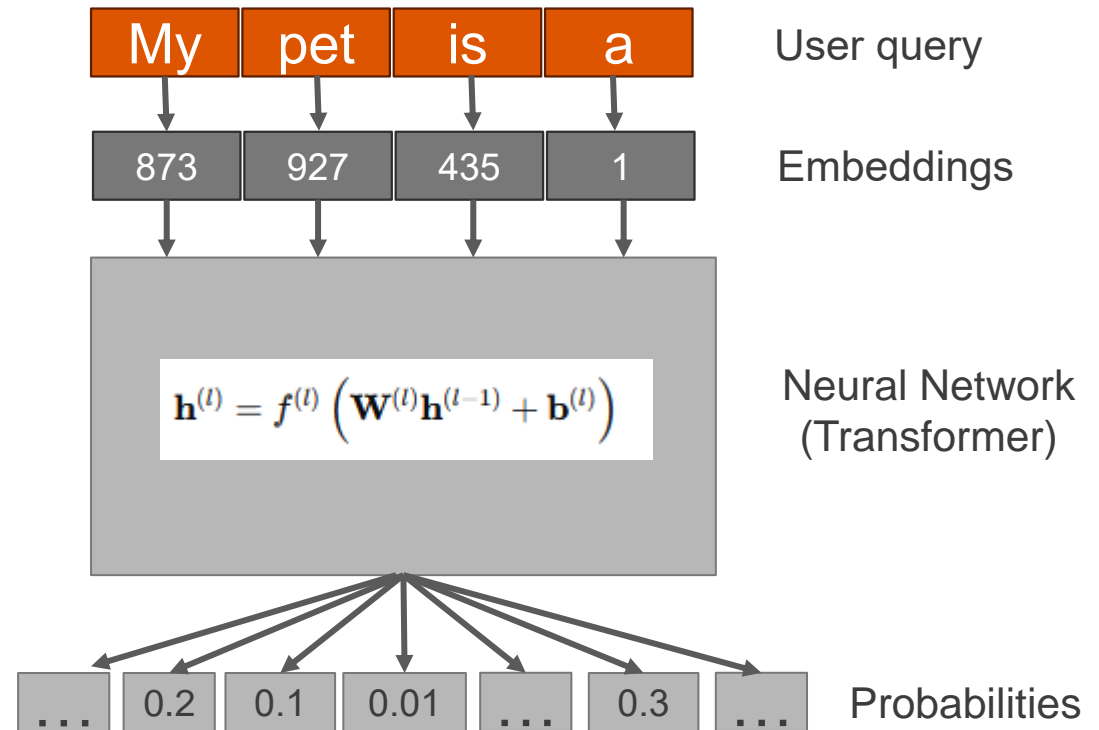 My pet is a User query
873 927 435 1 Embeddings
𝐡⁽ˡ⁾ = f⁽ˡ⁾ (𝐖⁽ˡ⁾𝐡⁽ˡ⁻¹⁾ + 𝐛⁽ˡ⁾)
Neural Network
(Transformer)
... 0.2 0.1 0.01 ... 0.3 ... Probabilities